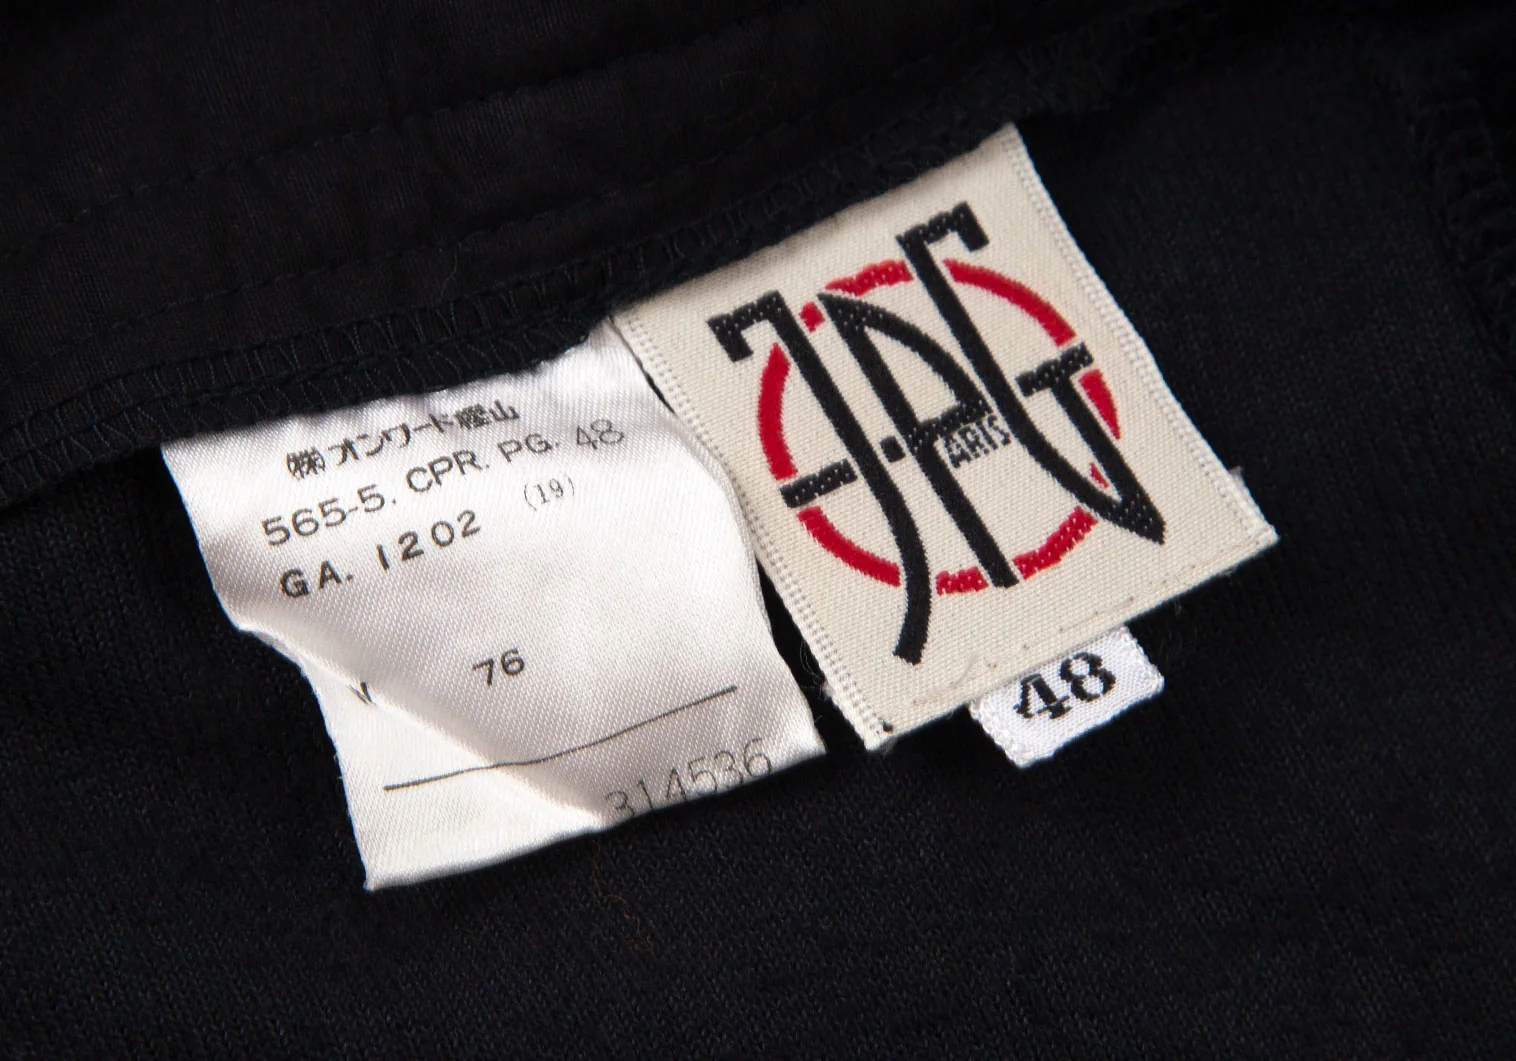 ㈱オンワード樫山
565-5. CPR. PG. 48
(19)
GA. 1202
W 76
314536
J.PG
PARIS
48